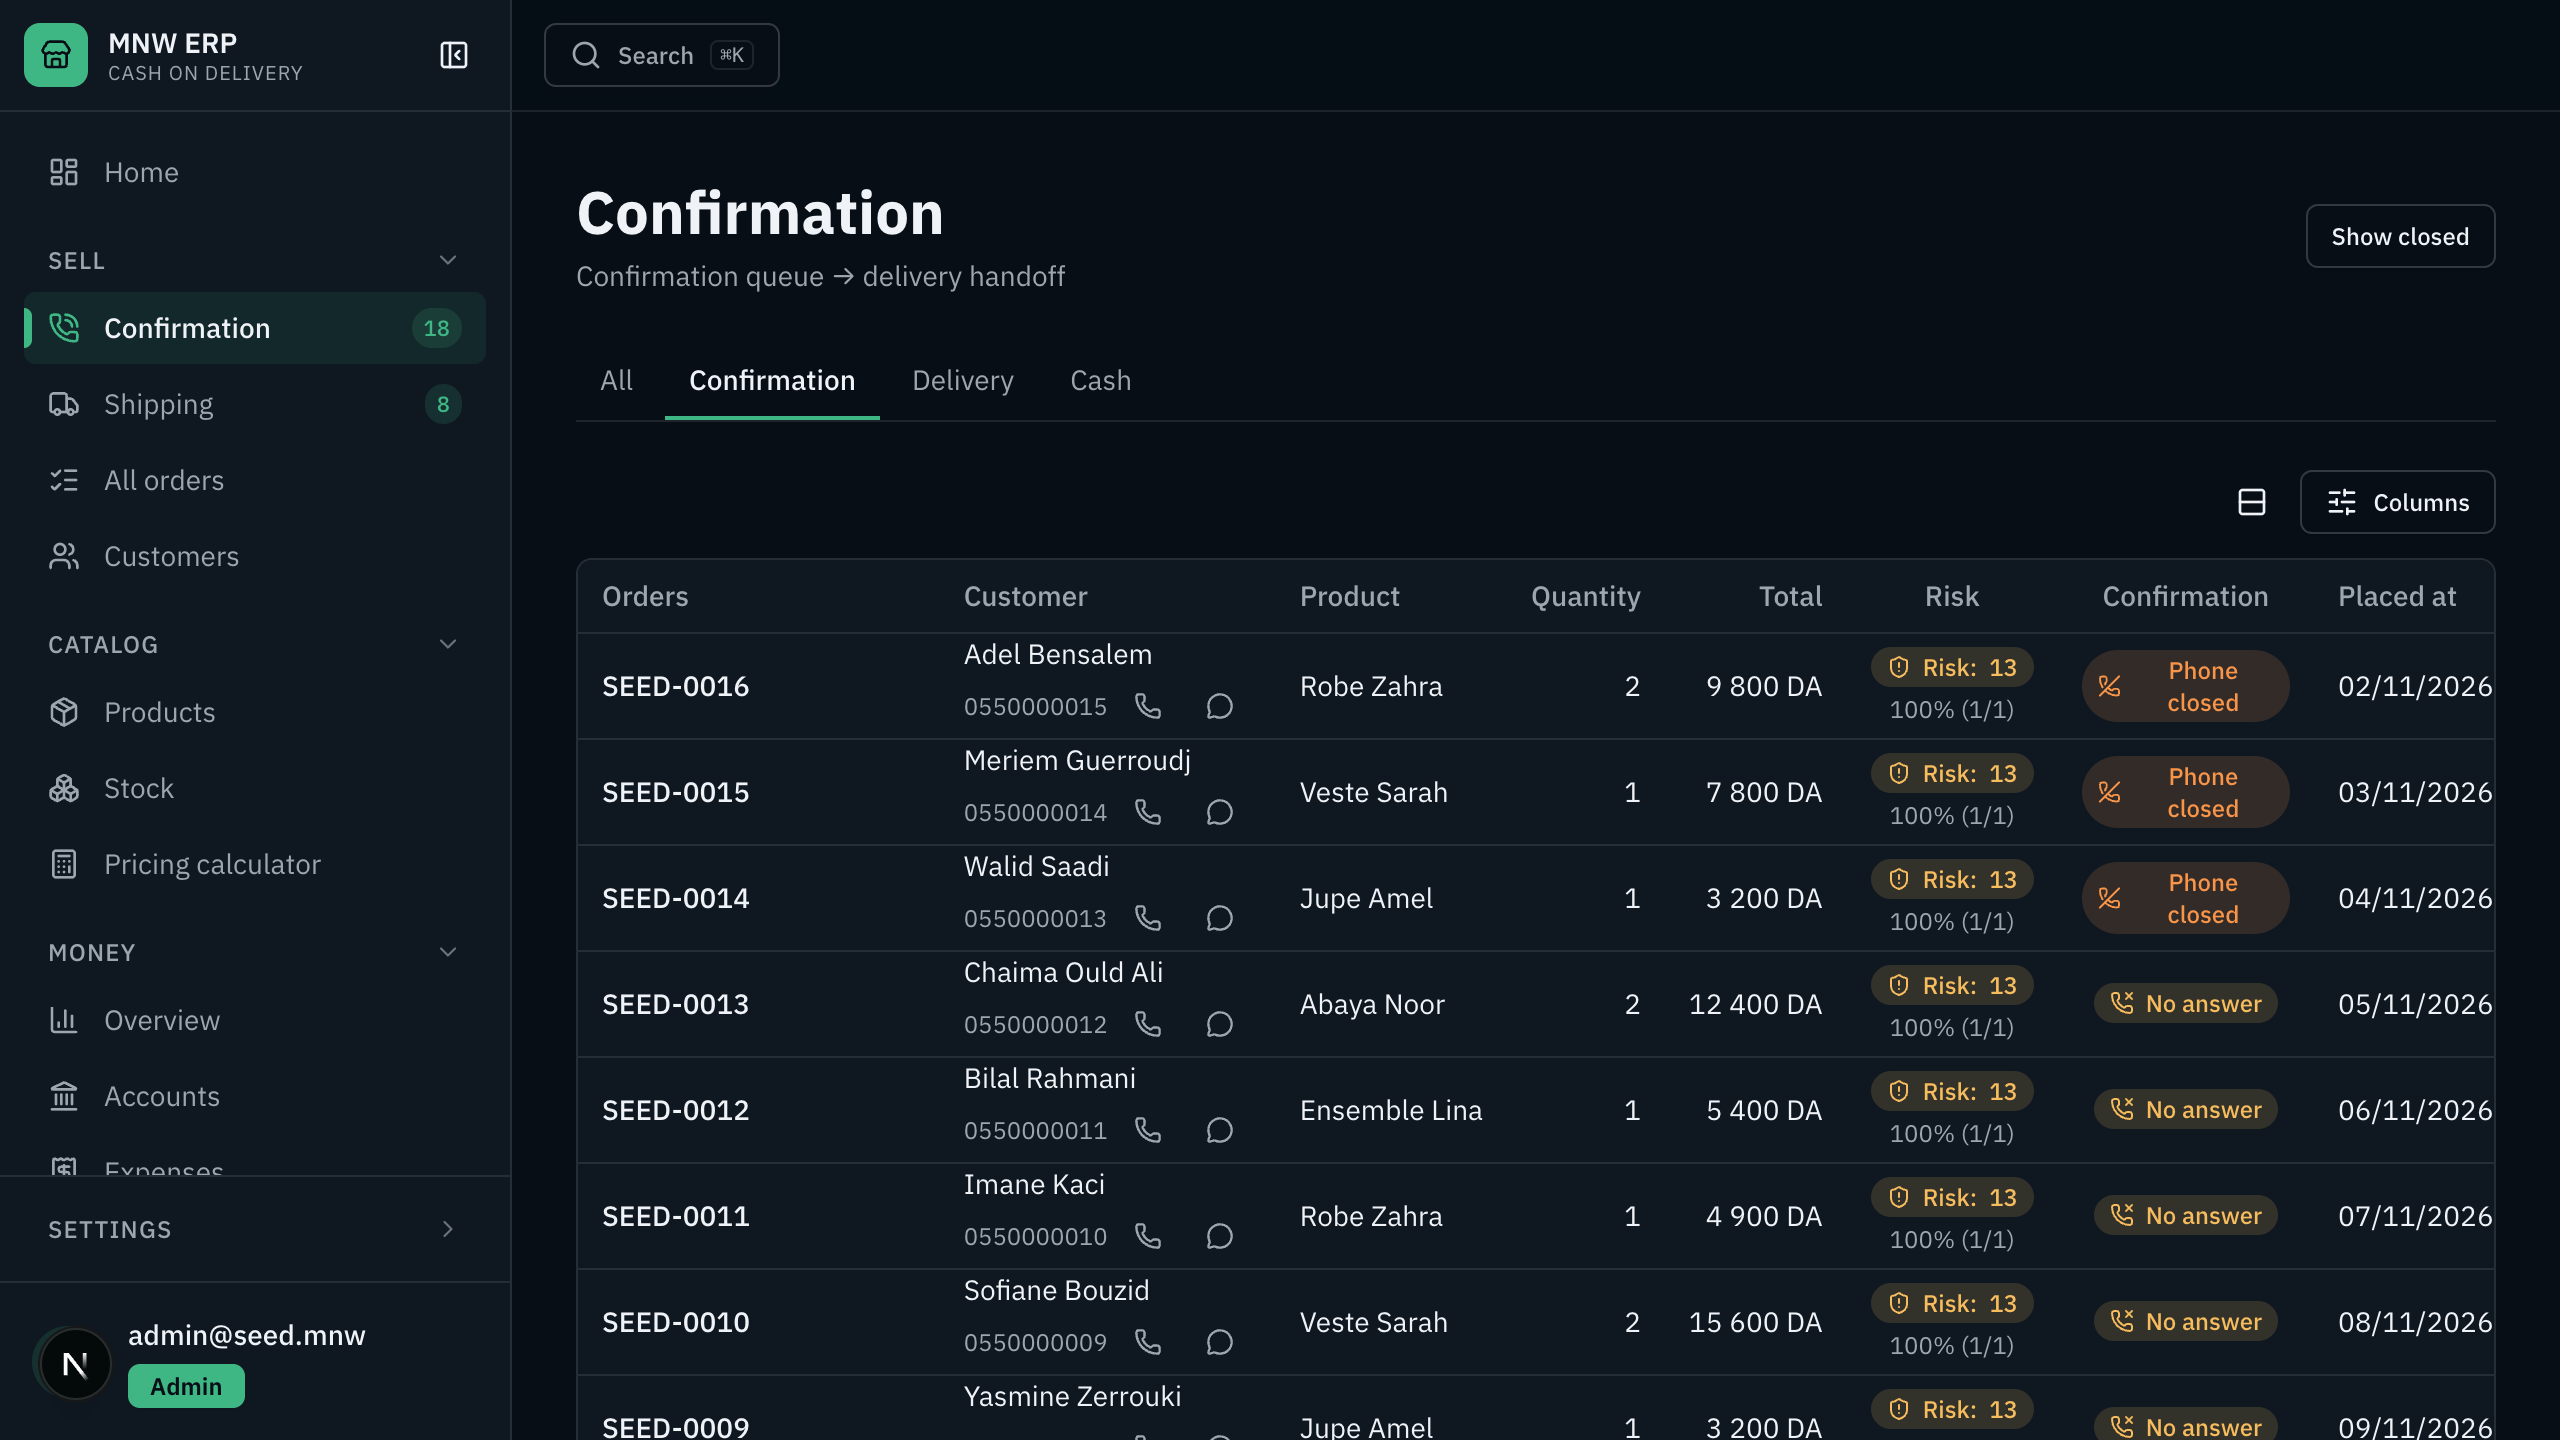 MNW ERP
CASH ON DELIVERY
Search ⌘K
Home
SELL
Confirmation 18
Shipping 8
All orders
Customers
CATALOG
Products
Stock
Pricing calculator
MONEY
Overview
Accounts
Expenses
SETTINGS
N
admin@seed.mnw
Admin
Confirmation
Confirmation queue → delivery handoff
Show closed
All Confirmation Delivery Cash
Columns
Orders Customer Product Quantity Total Risk Confirmation Placed at
SEED-0016 Adel Bensalem 0550000015 Robe Zahra 2 9 800 DA Risk: 13 100% (1/1) Phone closed 02/11/2026
SEED-0015 Meriem Guerroudj 0550000014 Veste Sarah 1 7 800 DA Risk: 13 100% (1/1) Phone closed 03/11/2026
SEED-0014 Walid Saadi 0550000013 Jupe Amel 1 3 200 DA Risk: 13 100% (1/1) Phone closed 04/11/2026
SEED-0013 Chaima Ould Ali 0550000012 Abaya Noor 2 12 400 DA Risk: 13 100% (1/1) No answer 05/11/2026
SEED-0012 Bilal Rahmani 0550000011 Ensemble Lina 1 5 400 DA Risk: 13 100% (1/1) No answer 06/11/2026
SEED-0011 Imane Kaci 0550000010 Robe Zahra 1 4 900 DA Risk: 13 100% (1/1) No answer 07/11/2026
SEED-0010 Sofiane Bouzid 0550000009 Veste Sarah 2 15 600 DA Risk: 13 100% (1/1) No answer 08/11/2026
SEED-0009 Yasmine Zerrouki Jupe Amel 1 3 200 DA Risk: 13 No answer 09/11/2026